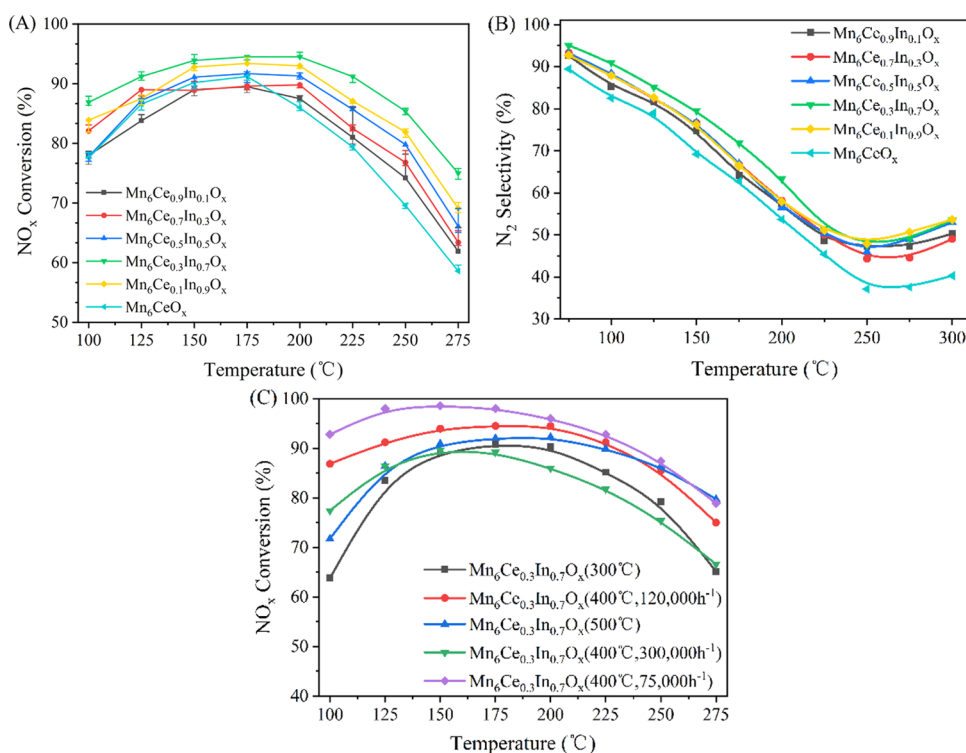 (A)
100
90
80
70
60
50
NOₓ Conversion (%)
Mn₆Ce₀.₉In₀.₁Oₓ
Mn₆Ce₀.₇In₀.₃Oₓ
Mn₆Ce₀.₅In₀.₅Oₓ
Mn₆Ce₀.₃In₀.₇Oₓ
Mn₆Ce₀.₁In₀.₉Oₓ
Mn₆CeOₓ
100 125 150 175 200 225 250 275
Temperature (℃)
(B)
100
90
80
70
60
50
40
30
N₂ Selectivity (%)
Mn₆Ce₀.₉In₀.₁Oₓ
Mn₆Ce₀.₇In₀.₃Oₓ
Mn₆Ce₀.₅In₀.₅Oₓ
Mn₆Ce₀.₃In₀.₇Oₓ
Mn₆Ce₀.₁In₀.₉Oₓ
Mn₆CeOₓ
100 150 200 250 300
Temperature (℃)
(C)
100
90
80
70
60
50
40
NOₓ Conversion (%)
Mn₆Ce₀.₃In₀.₇Oₓ(300℃)
Mn₆Ce₀.₃In₀.₇Oₓ(400℃,120,000h⁻¹)
Mn₆Ce₀.₃In₀.₇Oₓ(500℃)
Mn₆Ce₀.₃In₀.₇Oₓ(400℃,300,000h⁻¹)
Mn₆Ce₀.₃In₀.₇Oₓ(400℃,75,000h⁻¹)
100 125 150 175 200 225 250 275
Temperature (℃)